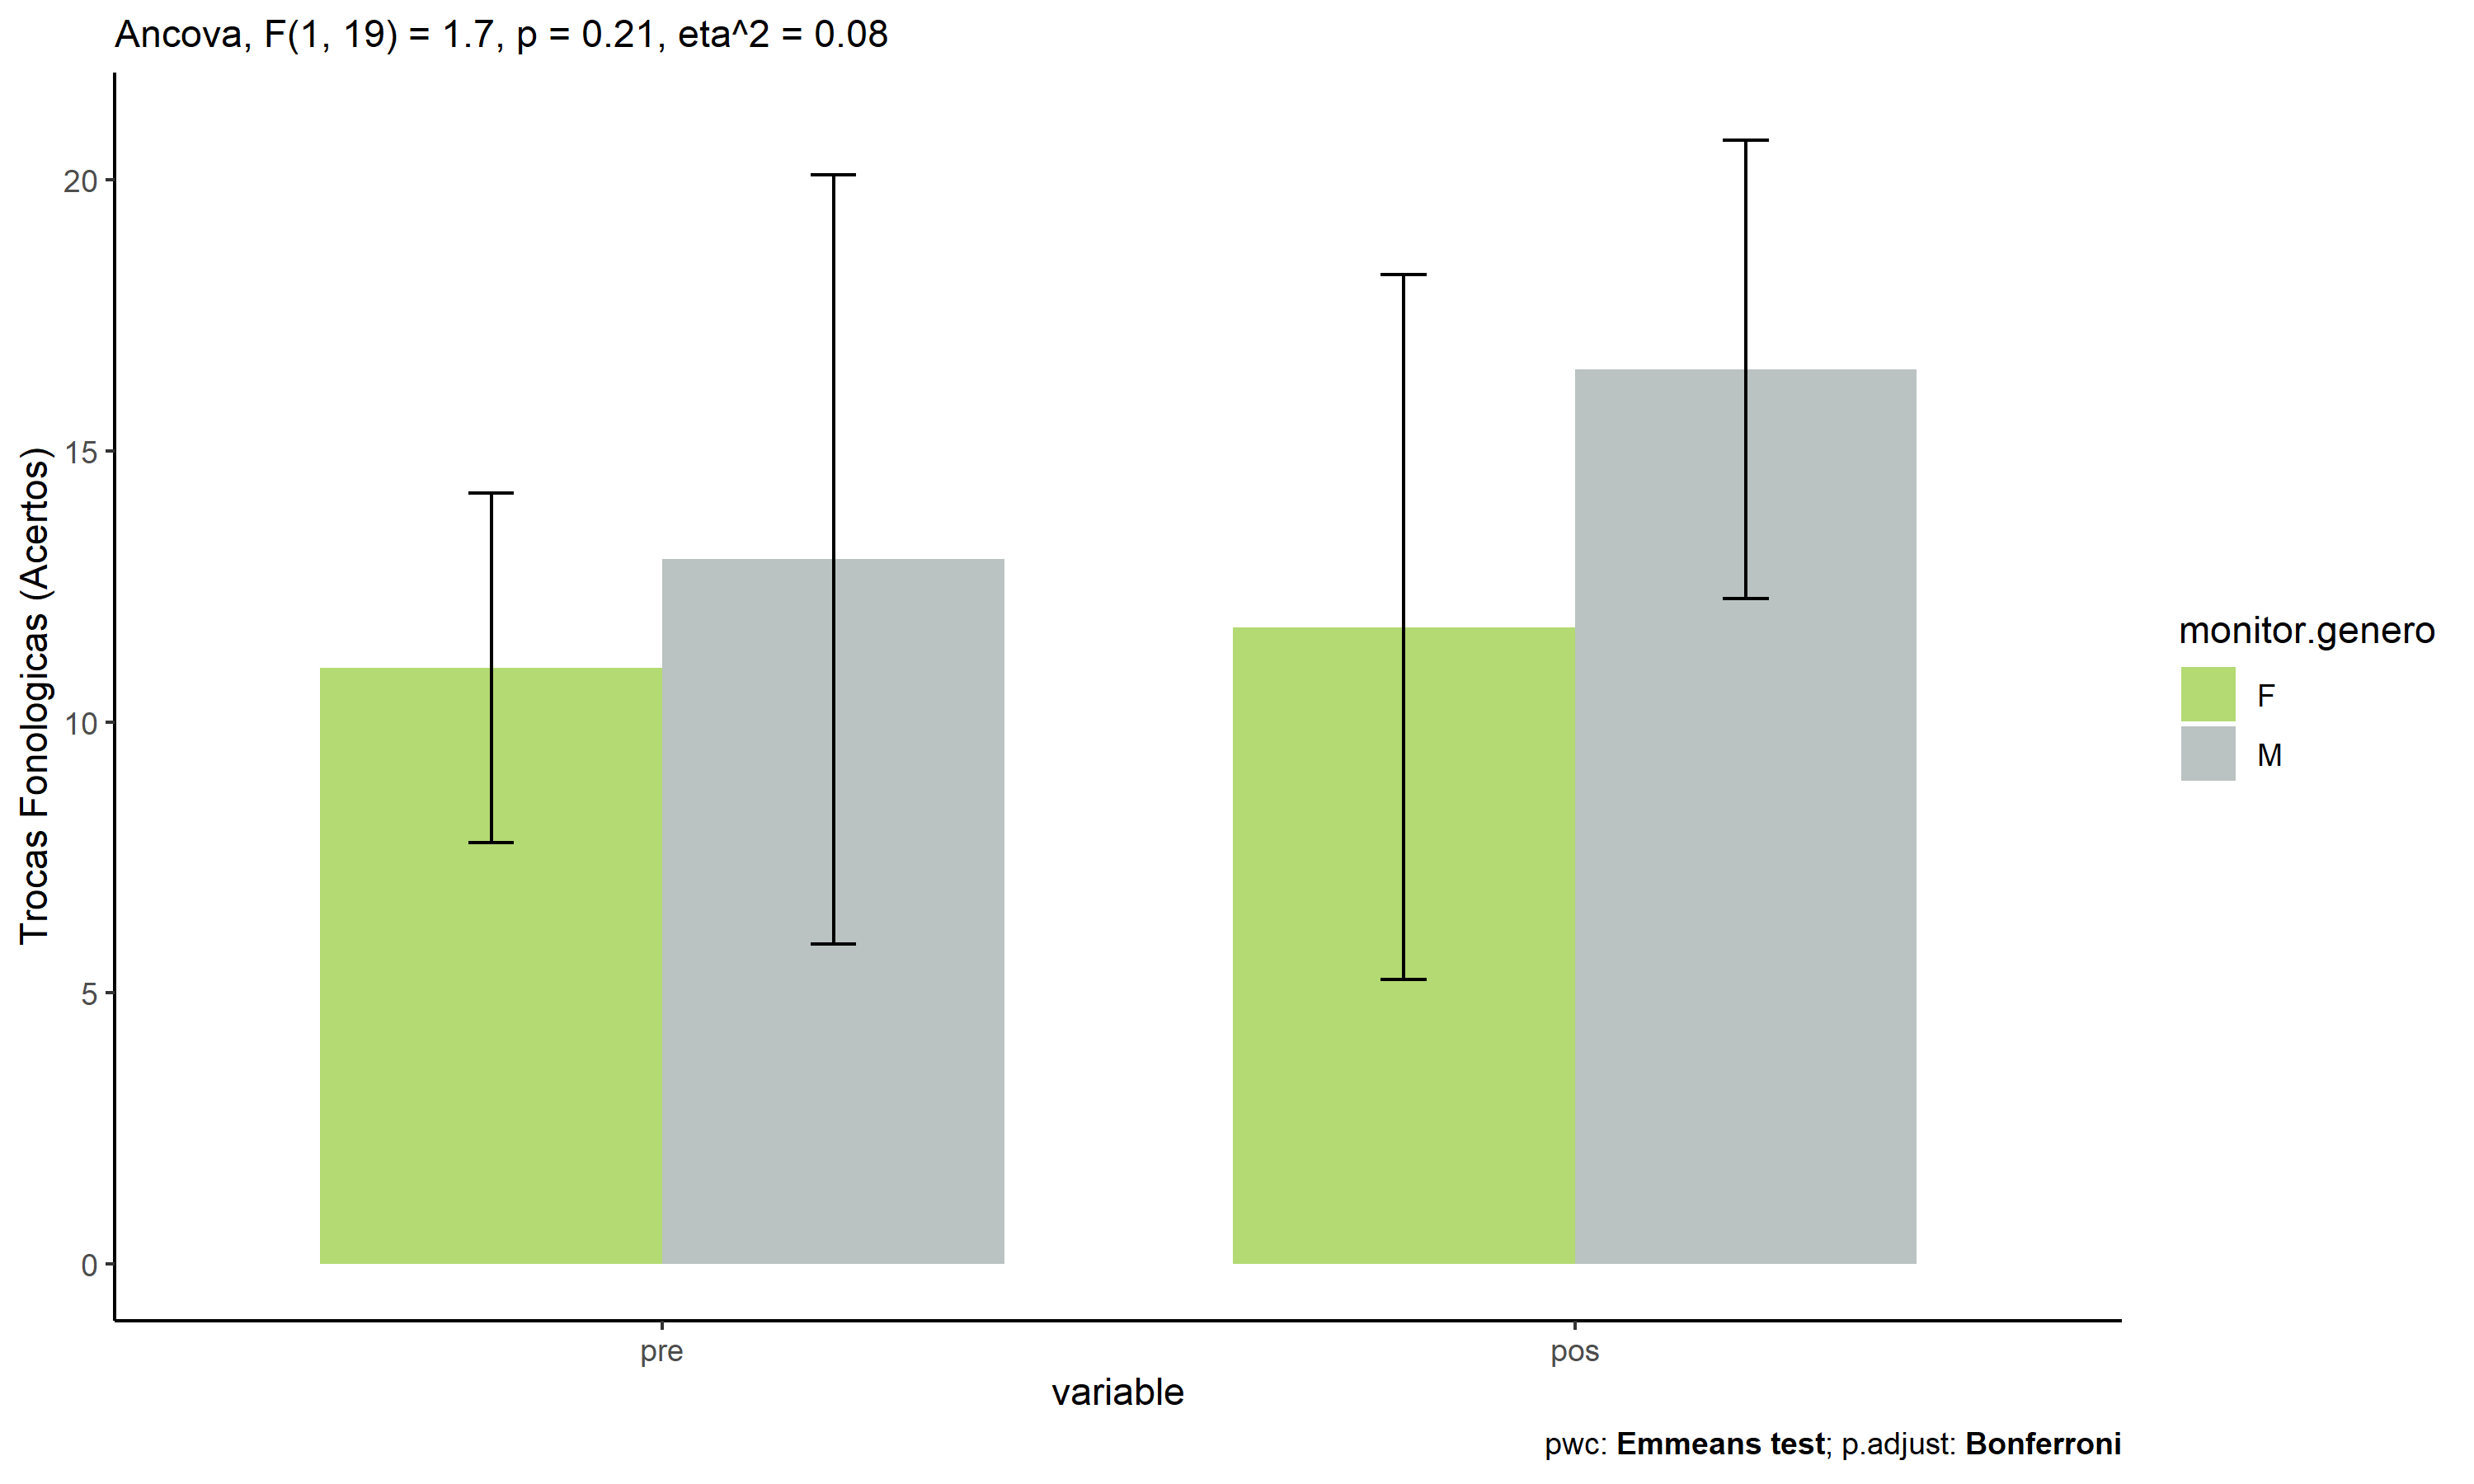 Ancova, F(1, 19) = 1.7, p = 0.21, eta^2 = 0.08
Trocas Fonologicas (Acertos)
20
15
10
5
0
pre
pos
variable
monitor.genero
F
M
pwc: Emmeans test; p.adjust: Bonferroni